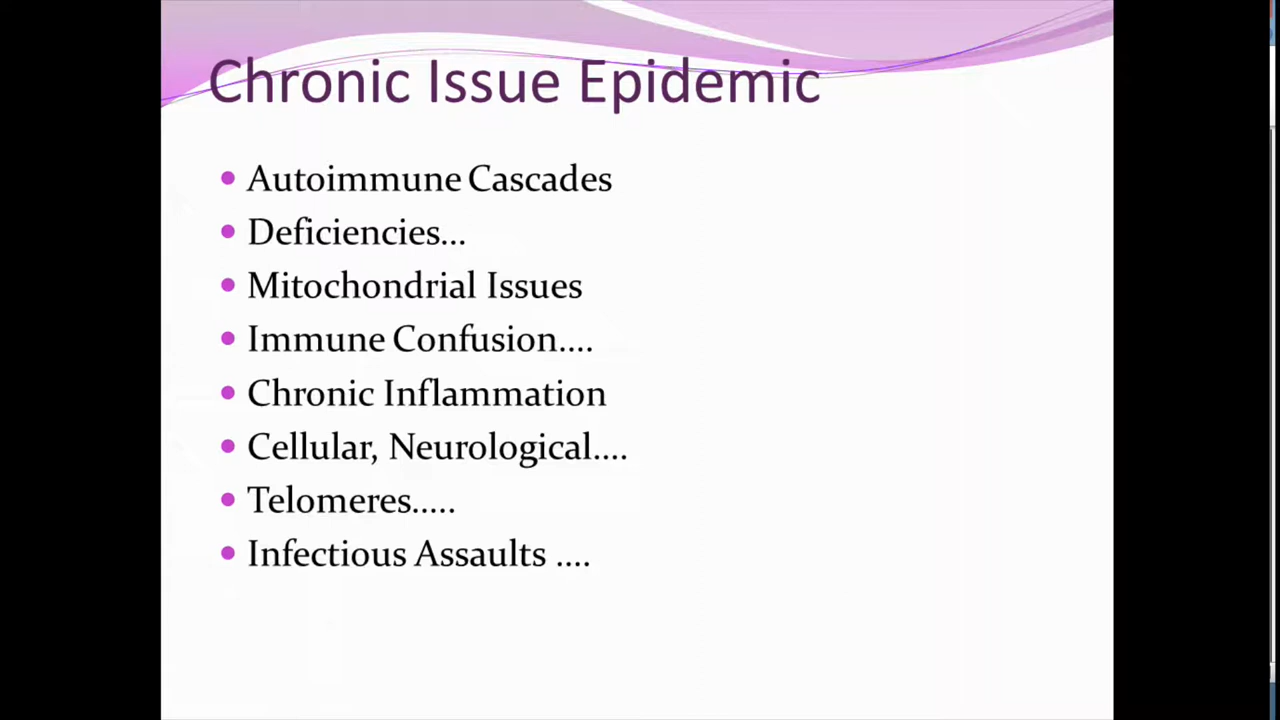 Chronic Issue Epidemic
Autoimmune Cascades
Deficiencies...
Mitochondrial Issues
Immune Confusion....
Chronic Inflammation
Cellular, Neurological....
Telomeres.....
Infectious Assaults ....